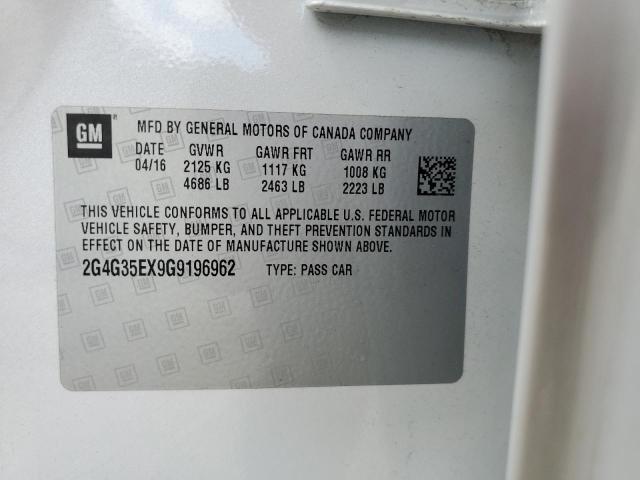 GM
MFD BY GENERAL MOTORS OF CANADA COMPANY
DATE GVWR GAWR FRT GAWR RR
04/16 2125 KG 1117 KG 1008 KG
4686 LB 2463 LB 2223 LB
THIS VEHICLE CONFORMS TO ALL APPLICABLE U.S. FEDERAL MOTOR
VEHICLE SAFETY, BUMPER, AND THEFT PREVENTION STANDARDS IN
EFFECT ON THE DATE OF MANUFACTURE SHOWN ABOVE.
2G4G35EX9G9196962 TYPE: PASS CAR